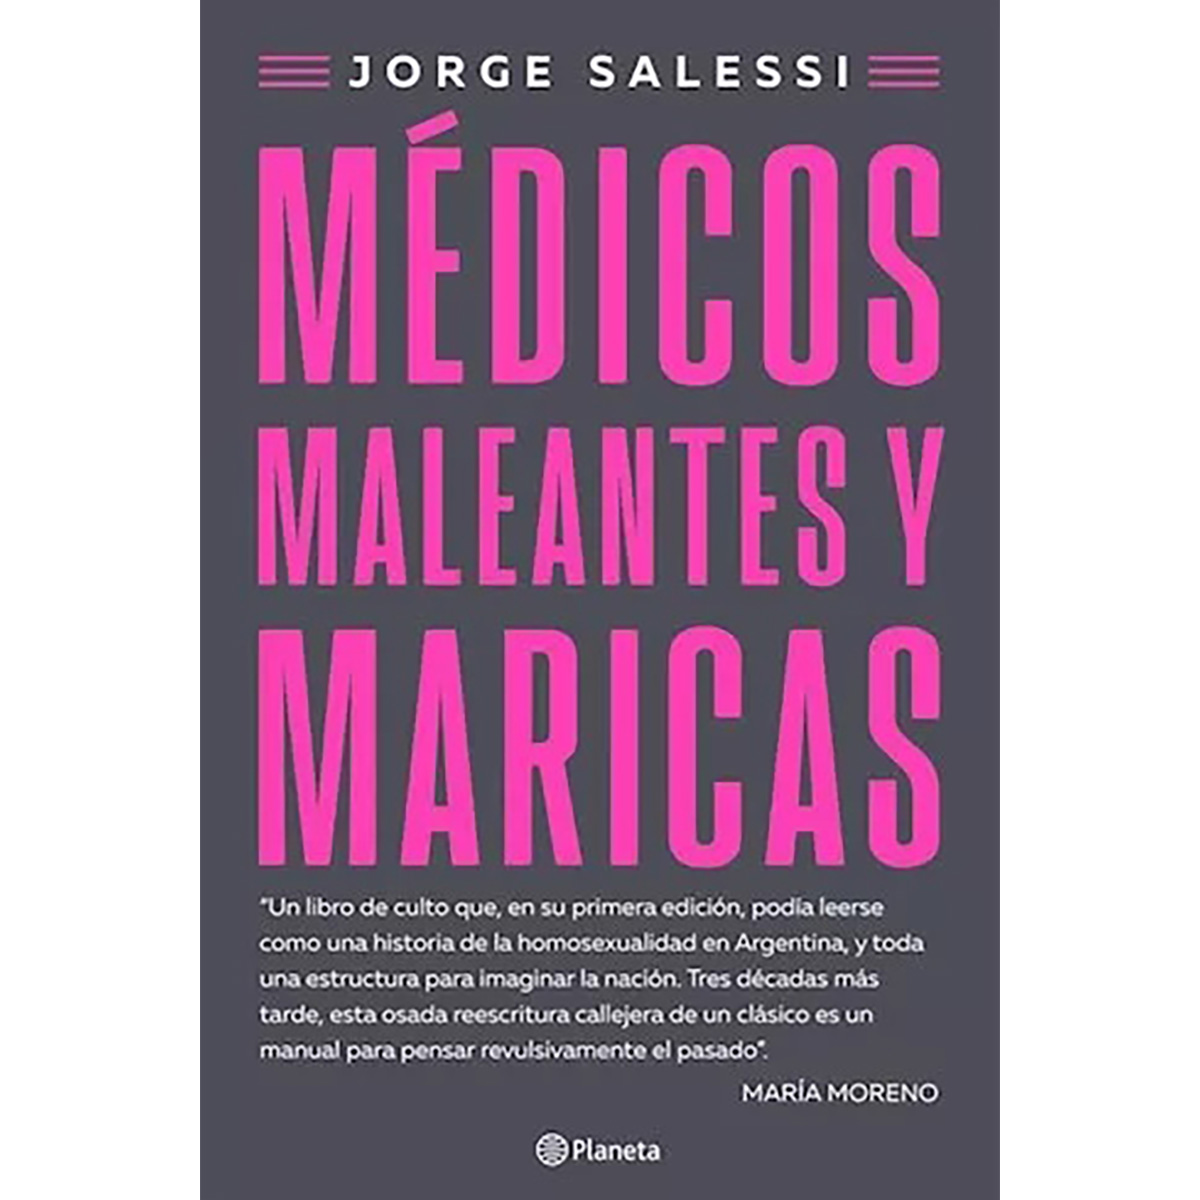 JORGE SALESSI
MÉDICOS
MALEANTES Y
MARICAS
"Un libro de culto que, en su primera edición, podía leerse
como una historia de la homosexualidad en Argentina, y toda
una estructura para imaginar la nación. Tres décadas más
tarde, esta osada reescritura callejera de un clásico es un
manual para pensar revulsivamente el pasado".
MARÍA MORENO
Planeta